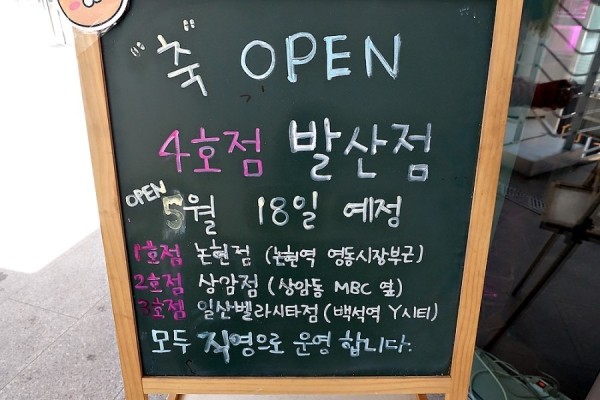 "축" OPEN
4호점 발산점
OPEN 5월 18일 예정
1호점 논현점 (논현역 영동시장부근)
2호점 상암점 (상암동 MBC 옆)
3호점 일산벨라시타점 (백석역 Y시티)
모두 직영으로 운영 합니다.